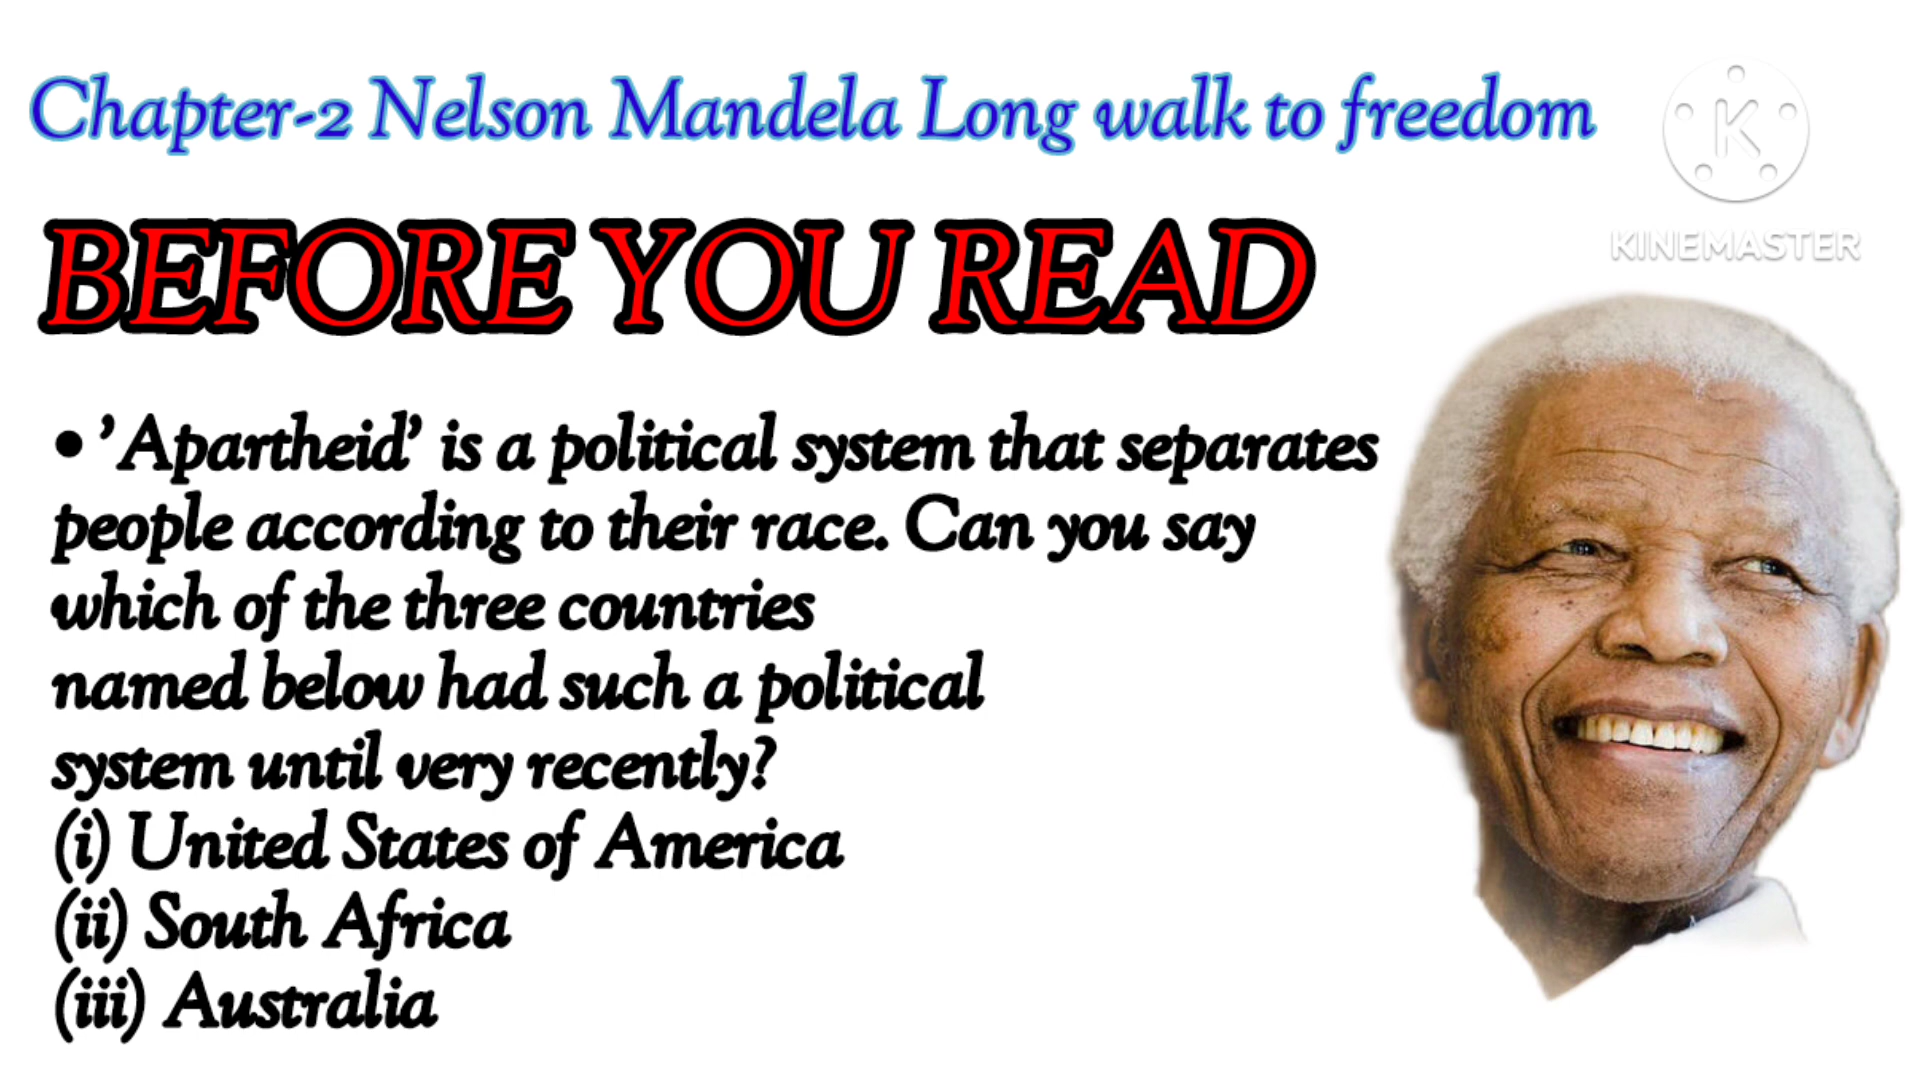 Chapter-2 Nelson Mandela Long walk to freedom
K
KINEMASTER
BEFORE YOU READ
• ’Apartheid’ is a political system that separates
people according to their race. Can you say
which of the three countries
named below had such a political
system until very recently?
(i) United States of America
(ii) South Africa
(iii) Australia